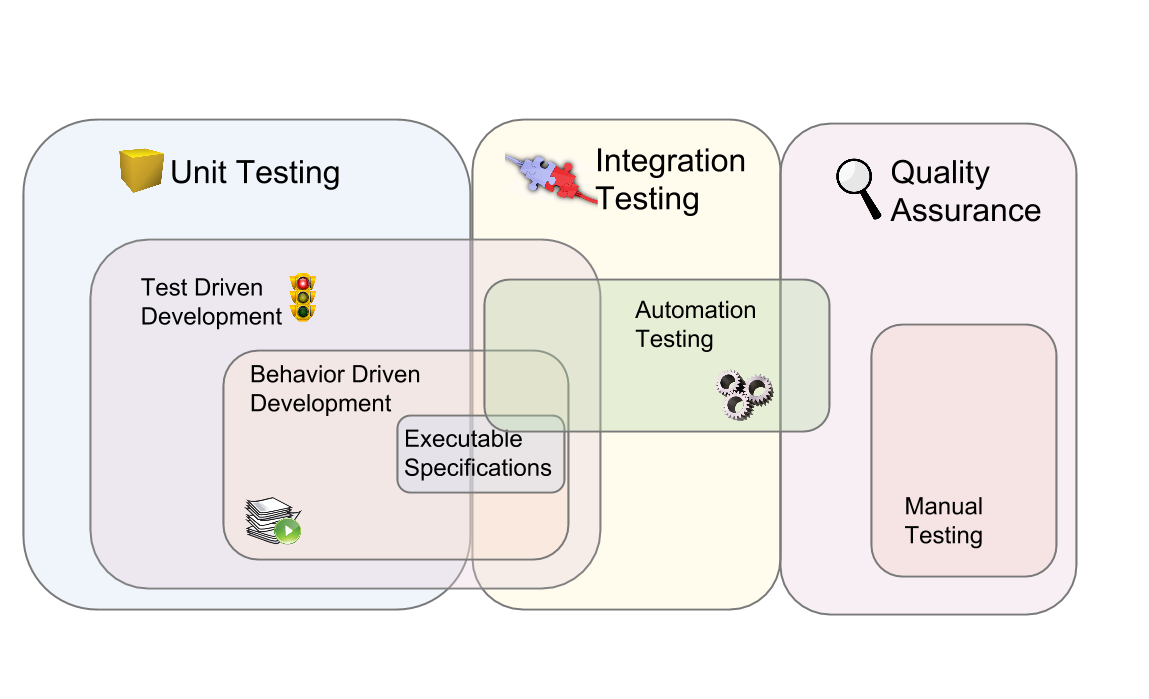 Unit Testing
Integration
Testing
Quality
Assurance
Test Driven
Development
Automation
Testing
Behavior Driven
Development
Executable
Specifications
Manual
Testing